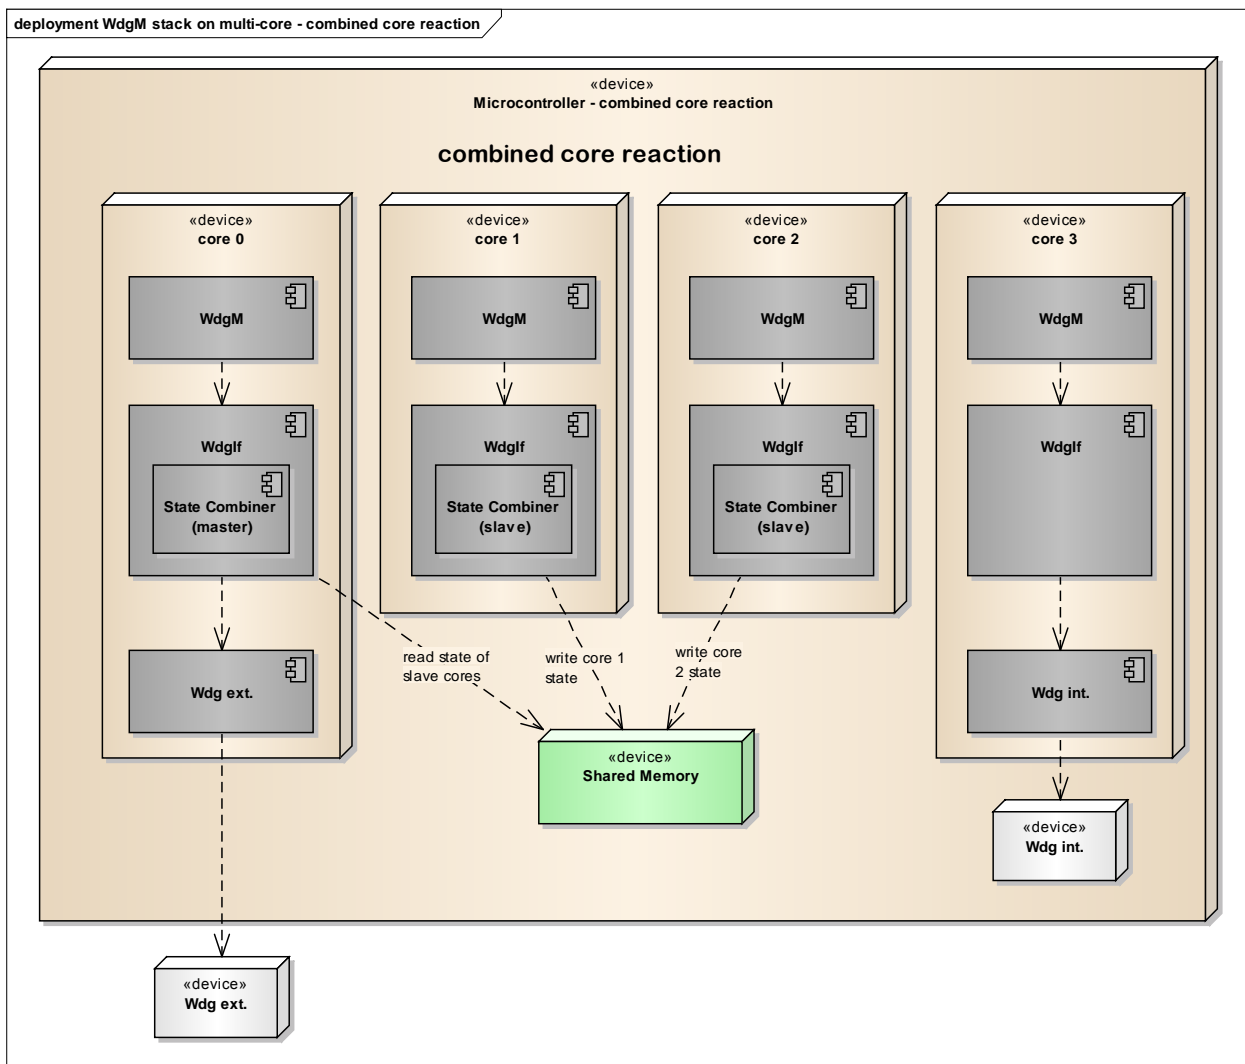 deployment WdgM stack on multi-core - combined core reaction
«device»
Microcontroller - combined core reaction
combined core reaction
«device»
core 0
WdgM
WdgIf
State Combiner
(master)
Wdg ext.
«device»
core 1
WdgM
WdgIf
State Combiner
(slave)
«device»
core 2
WdgM
WdgIf
State Combiner
(slave)
«device»
core 3
WdgM
WdgIf
Wdg int.
read state of
slave cores
write core 1
state
write core
2 state
«device»
Shared Memory
«device»
Wdg int.
«device»
Wdg ext.